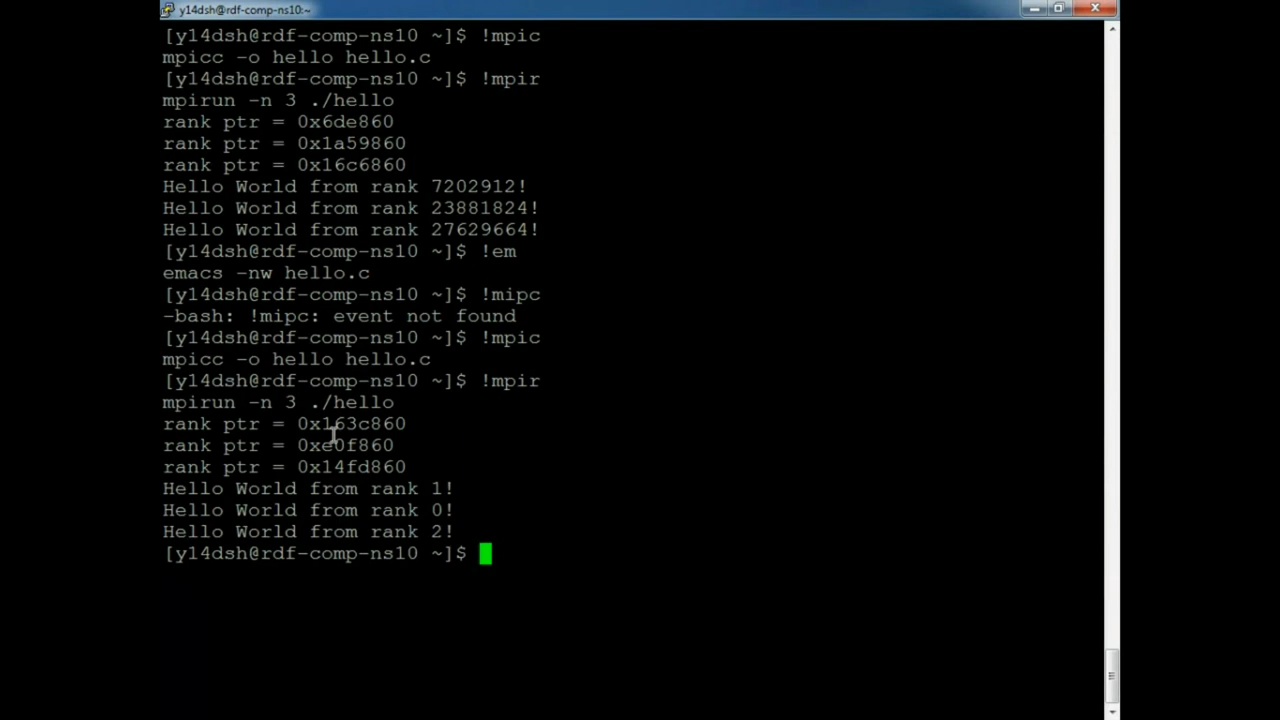 y14dsh@rdf-comp-ns10:~
[y14dsh@rdf-comp-ns10 ~]$ !mpic
mpicc -o hello hello.c
[y14dsh@rdf-comp-ns10 ~]$ !mpir
mpirun -n 3 ./hello
rank ptr = 0x6de860
rank ptr = 0x1a59860
rank ptr = 0x16c6860
Hello World from rank 7202912!
Hello World from rank 23881824!
Hello World from rank 27629664!
[y14dsh@rdf-comp-ns10 ~]$ !em
emacs -nw hello.c
[y14dsh@rdf-comp-ns10 ~]$ !mipc
-bash: !mipc: event not found
[y14dsh@rdf-comp-ns10 ~]$ !mpic
mpicc -o hello hello.c
[y14dsh@rdf-comp-ns10 ~]$ !mpir
mpirun -n 3 ./hello
rank ptr = 0x163c860
rank ptr = 0xe0f860
rank ptr = 0x14fd860
Hello World from rank 1!
Hello World from rank 0!
Hello World from rank 2!
[y14dsh@rdf-comp-ns10 ~]$